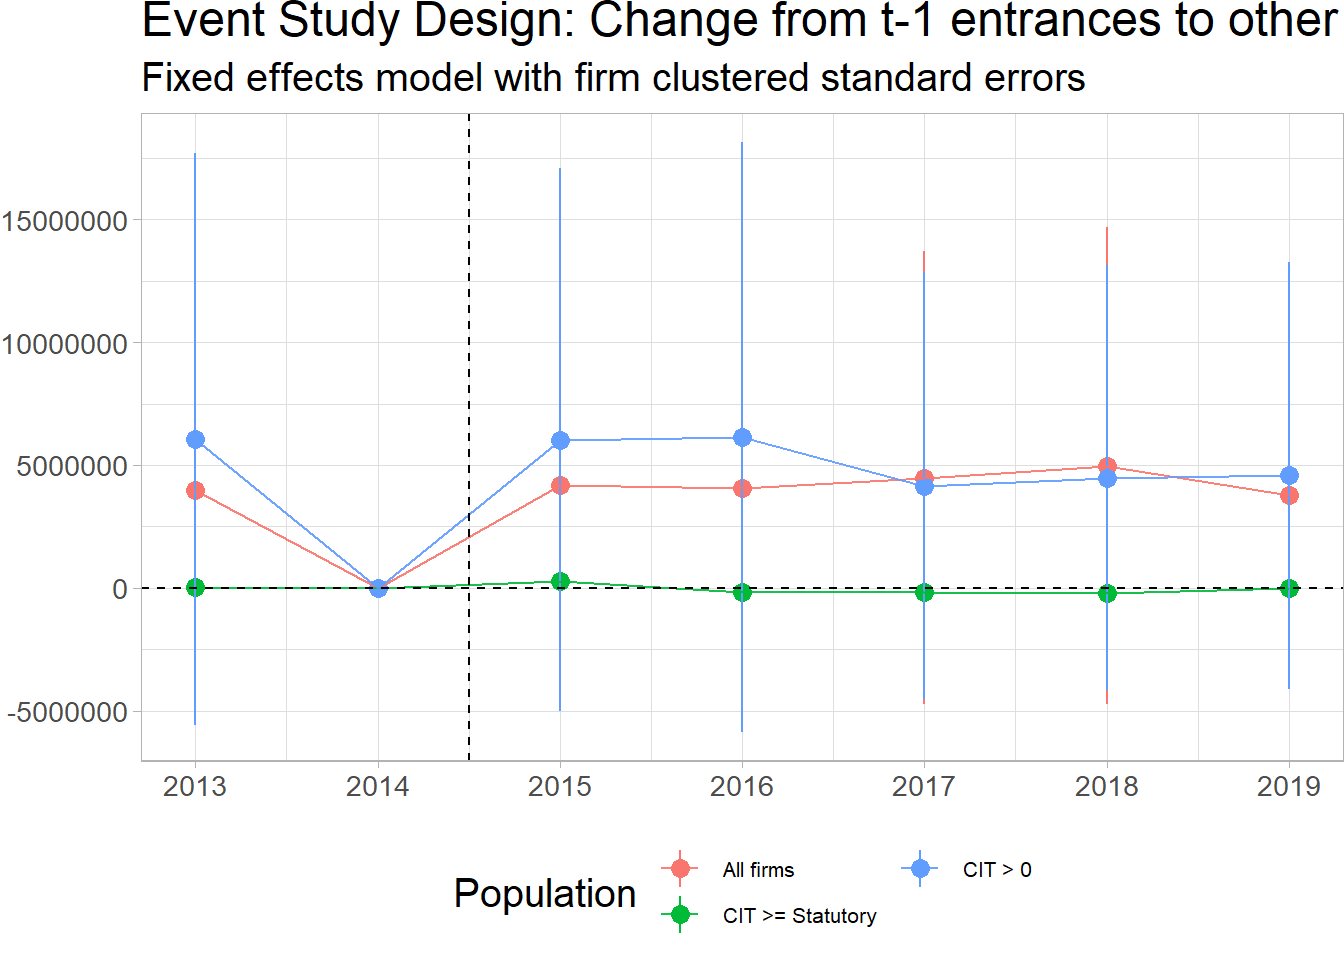 Event Study Design: Change from t-1 entrances to other
Fixed effects model with firm clustered standard errors
15000000
10000000
5000000
0
-5000000
2013 2014 2015 2016 2017 2018 2019
Population
All firms
CIT > 0
CIT >= Statutory